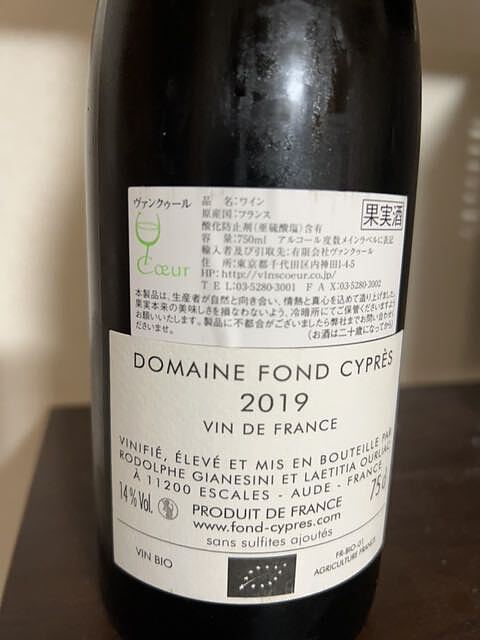 ヴァンクゥール
Cœur
品　名:ワイン
原産国:フランス
酸化防止剤(亜硫酸塩)含有
容　量:750ml　アルコール度数メインラベルに表記
輸入者及び引取先:有限会社ヴァンクゥール
住　所:東京都千代田区内神田1-4-5
HP: http://vinscoeur.co.jp/
TEL:03-5280-3001　FAX:03-5280-3002
果実酒
本製品は、生産者が自然と向き合い、情熱と真心を込めて造り上げました。
果実本来の美味しさを損なわないよう、冷暗所にてご保管くださいますよう
お願いいたします。製品に不都合がございましたら弊社までお問い合わせく
ださいませ。
(お酒は二十歳になってから)
DOMAINE FOND CYPRÈS
2019
VIN DE FRANCE
VINIFIÉ, ÉLEVÉ ET MIS EN BOUTEILLE PAR
RODOLPHE GIANESINI ET LAETITIA OURLIAC
À 11200 ESCALES - AUDE - FRANCE
14% Vol.
75cl
PRODUIT DE FRANCE
www.fond-cypres.com
sans sulfites ajoutés
VIN BIO
FR-BIO-01
AGRICULTURE FRANCE